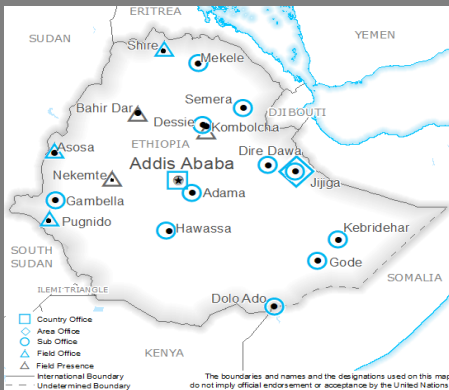 ERITREA
SUDAN
YEMEN
Shire
Mekele
Semera
Bahir Dar
DJIBOUTI
Dessie
Kombolcha
ETHIOPIA
Asosa
Addis Ababa
Dire Dawa
Nekemte
Jijiga
Gambella
Adama
Pugnido
Hawassa
Kebridehar
SOUTH
SUDAN
Gode
SOMALIA
ILEMI TRIANGLE
Dolo Ado
KENYA
Country Office
Area Office
Sub Office
Field Office
Field Presence
International Boundary
Undetermined Boundary
The boundaries and names and the designations used on this map
do not imply official endorsement or acceptance by the United Nations